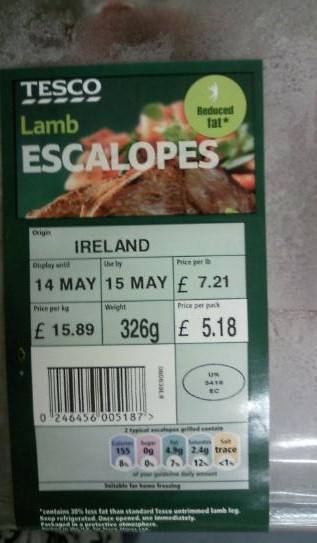 TESCO
Reduced
fat*
Lamb
ESCALOPES
Origin
IRELAND
Display until Use by Price per lb
14 MAY 15 MAY £ 7.21
Price per kg Weight Price per pack
£ 15.89 326g £ 5.18
0 246456 005187 >
UK
EC
2 typical escalopes grilled contain
Calories Sugar Fat Saturates Salt
155 0g 4.9g 2.4g trace
8% 0% 7% 12% <1%
of your guideline daily amount
Suitable for home freezing
*contains 30% less fat than standard Tesco untrimmed lamb leg.
Keep refrigerated. Once opened, use immediately.
Packaged in a protective atmosphere.